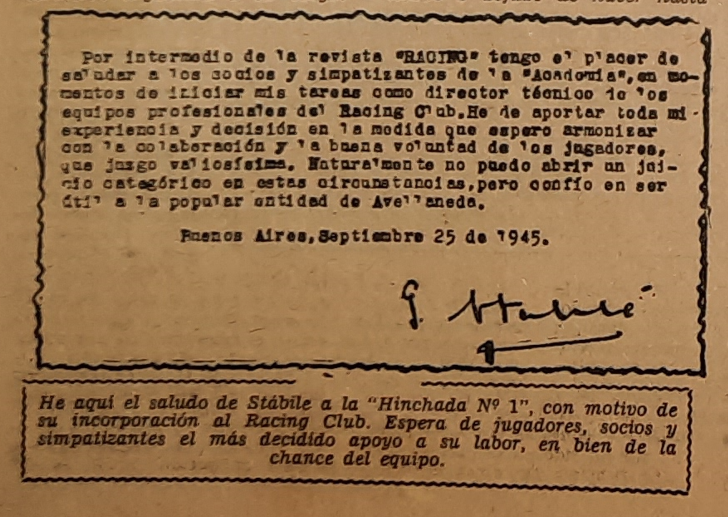 Por intermedio de la revista "RACING" tengo el placer de
saludar a los socios y simpatizantes de la "Academia",en mo-
mentos de iniciar mis tareas como director técnico de los
equipos profesionales del Racing Club.He de aportar toda mi
experiencia y decisión en la medida que espero armonizar
con la colaboración y la buena voluntad de los jugadores,
que juzgo valiosísima. Naturalmente no puedo abrir un jui-
cio categórico en estas circunstancias,pero confío en ser
útil a la popular entidad de Avellaneda.
Buenos Aires,Septiembre 25 de 1945.
G. Stábile
He aquí el saludo de Stábile a la "Hinchada Nº 1", con motivo de
su incorporación al Racing Club. Espera de jugadores, socios y
simpatizantes el más decidido apoyo a su labor, en bien de la
chance del equipo.